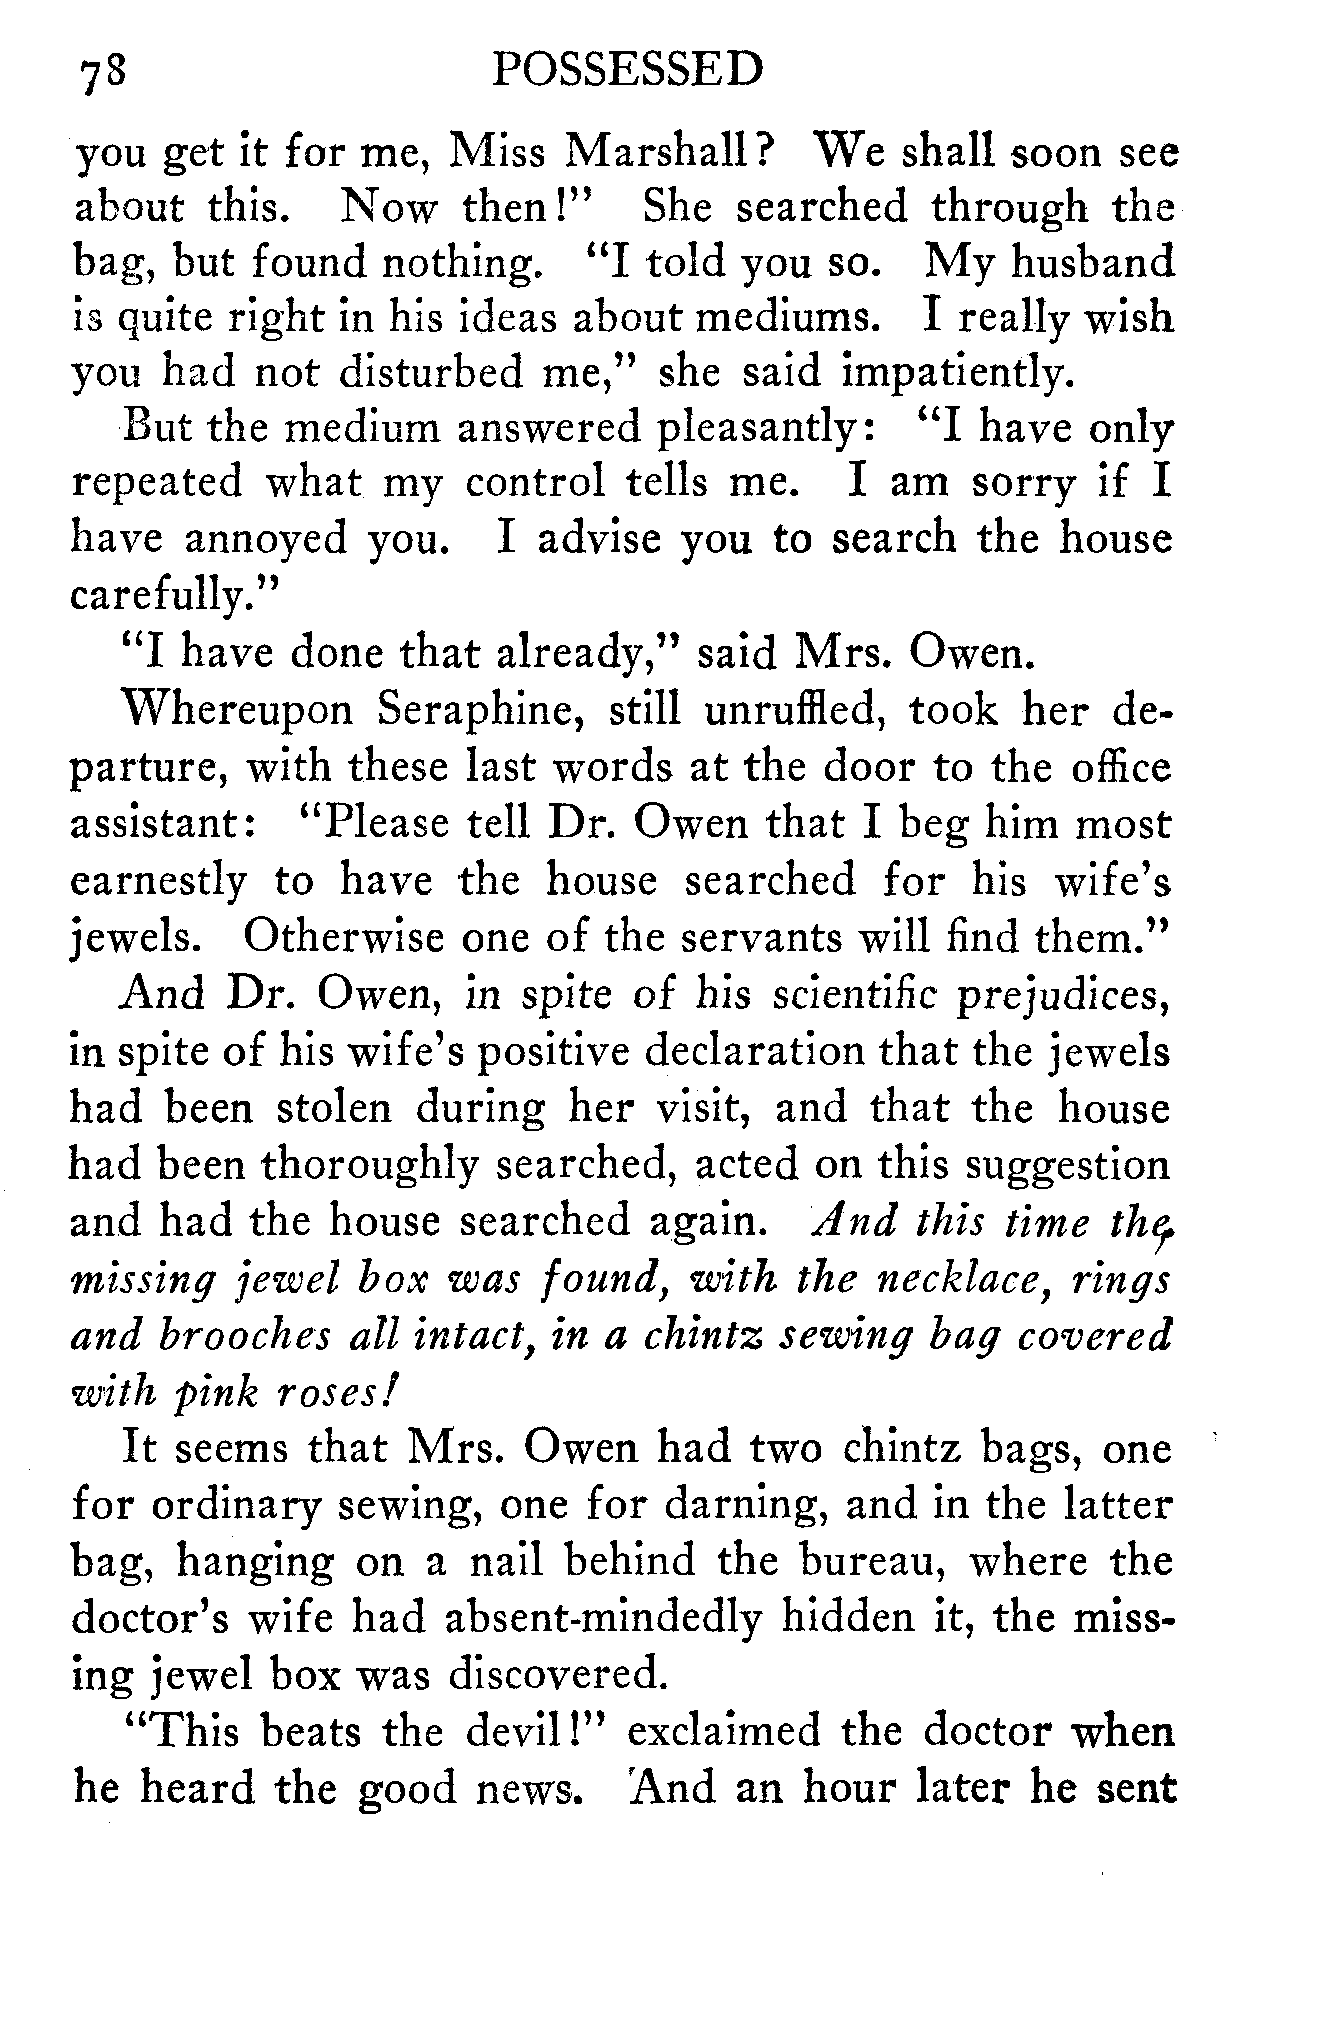 78 POSSESSED
you get it for me, Miss Marshall? We shall soon see
about this. Now then!" She searched through the
bag, but found nothing. "I told you so. My husband
is quite right in his ideas about mediums. I really wish
you had not disturbed me," she said impatiently.
But the medium answered pleasantly: "I have only
repeated what my control tells me. I am sorry if I
have annoyed you. I advise you to search the house
carefully."
"I have done that already," said Mrs. Owen.
Whereupon Seraphine, still unruffled, took her de-
parture, with these last words at the door to the office
assistant: "Please tell Dr. Owen that I beg him most
earnestly to have the house searched for his wife's
jewels. Otherwise one of the servants will find them."
And Dr. Owen, in spite of his scientific prejudices,
in spite of his wife's positive declaration that the jewels
had been stolen during her visit, and that the house
had been thoroughly searched, acted on this suggestion
and had the house searched again. And this time the
missing jewel box was found, with the necklace, rings
and brooches all intact, in a chintz sewing bag covered
with pink roses!
It seems that Mrs. Owen had two chintz bags, one
for ordinary sewing, one for darning, and in the latter
bag, hanging on a nail behind the bureau, where the
doctor's wife had absent-mindedly hidden it, the miss-
ing jewel box was discovered.
"This beats the devil!" exclaimed the doctor when
he heard the good news. And an hour later he sent